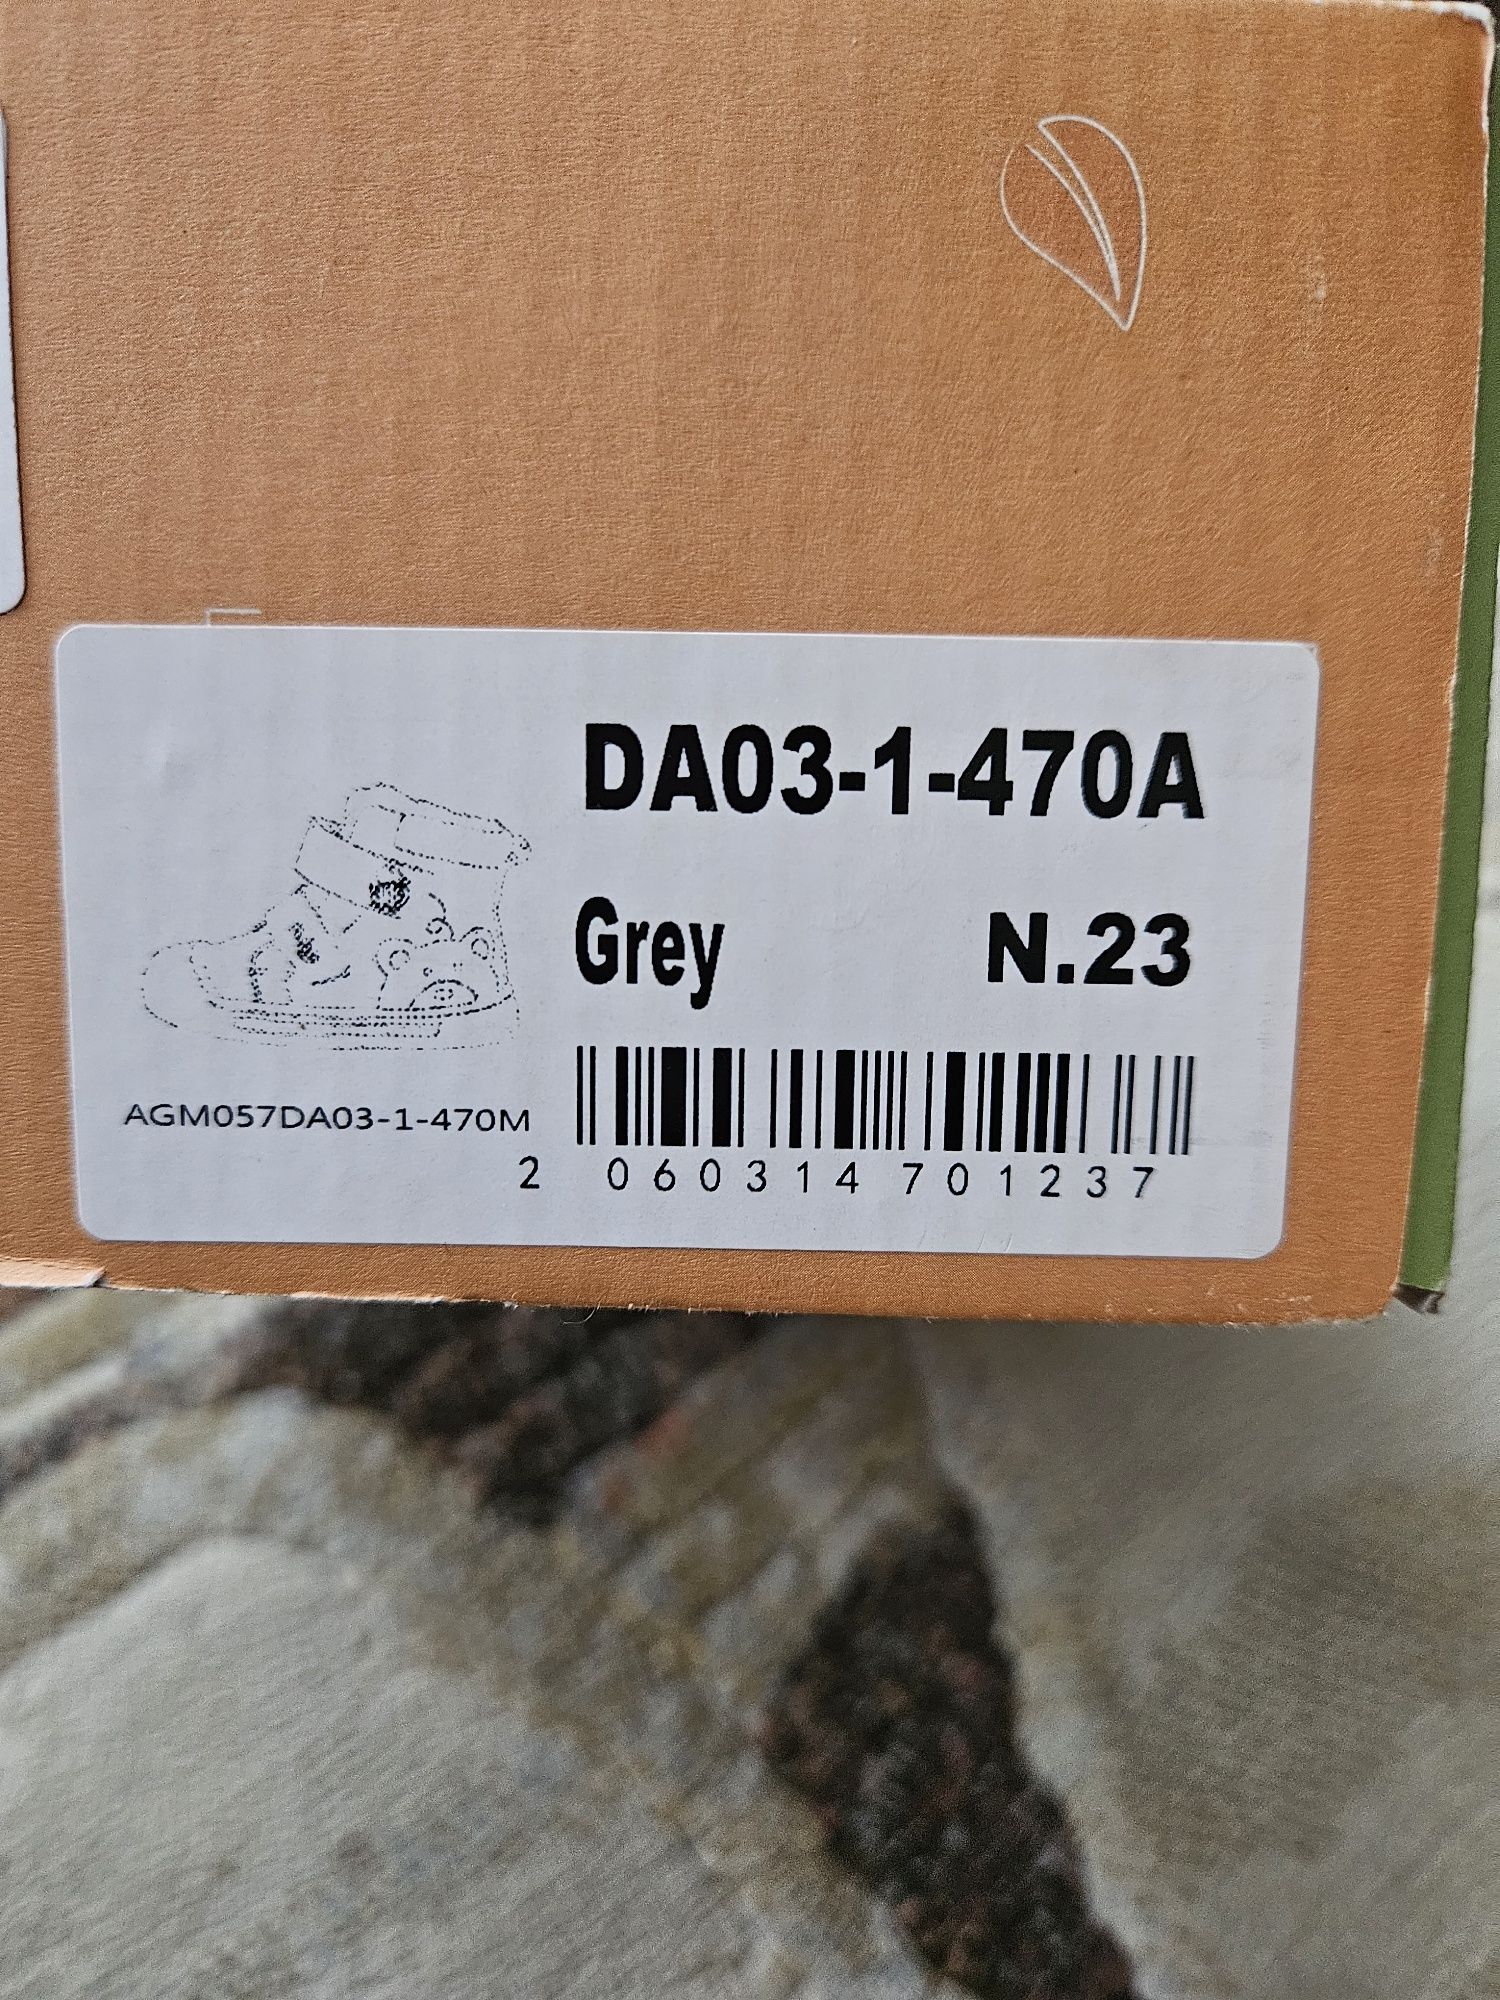 DA03-1-470A
Grey N.23
AGM057DA03-1-470M
2 060314 701237